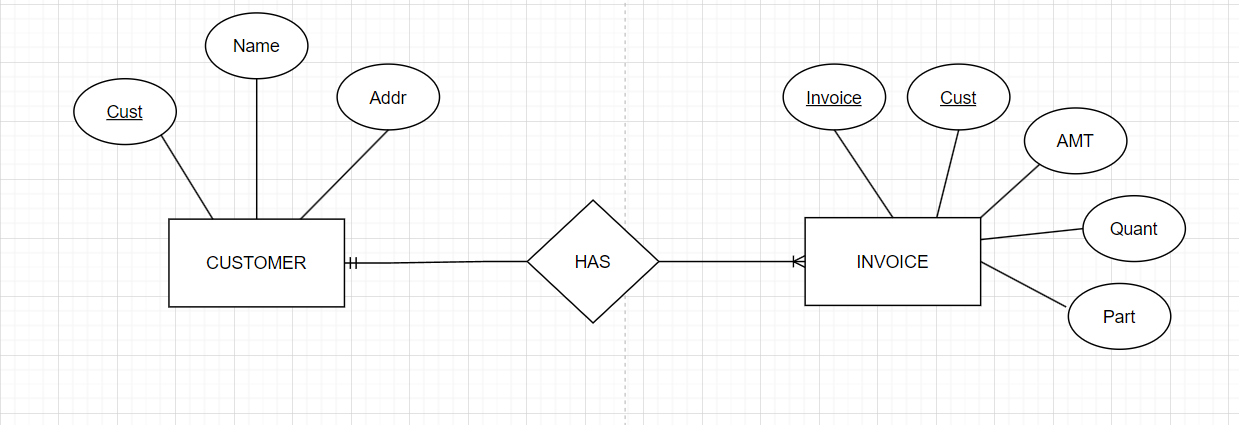 Name
Cust
Addr
CUSTOMER
HAS
Invoice
Cust
AMT
Quant
INVOICE
Part